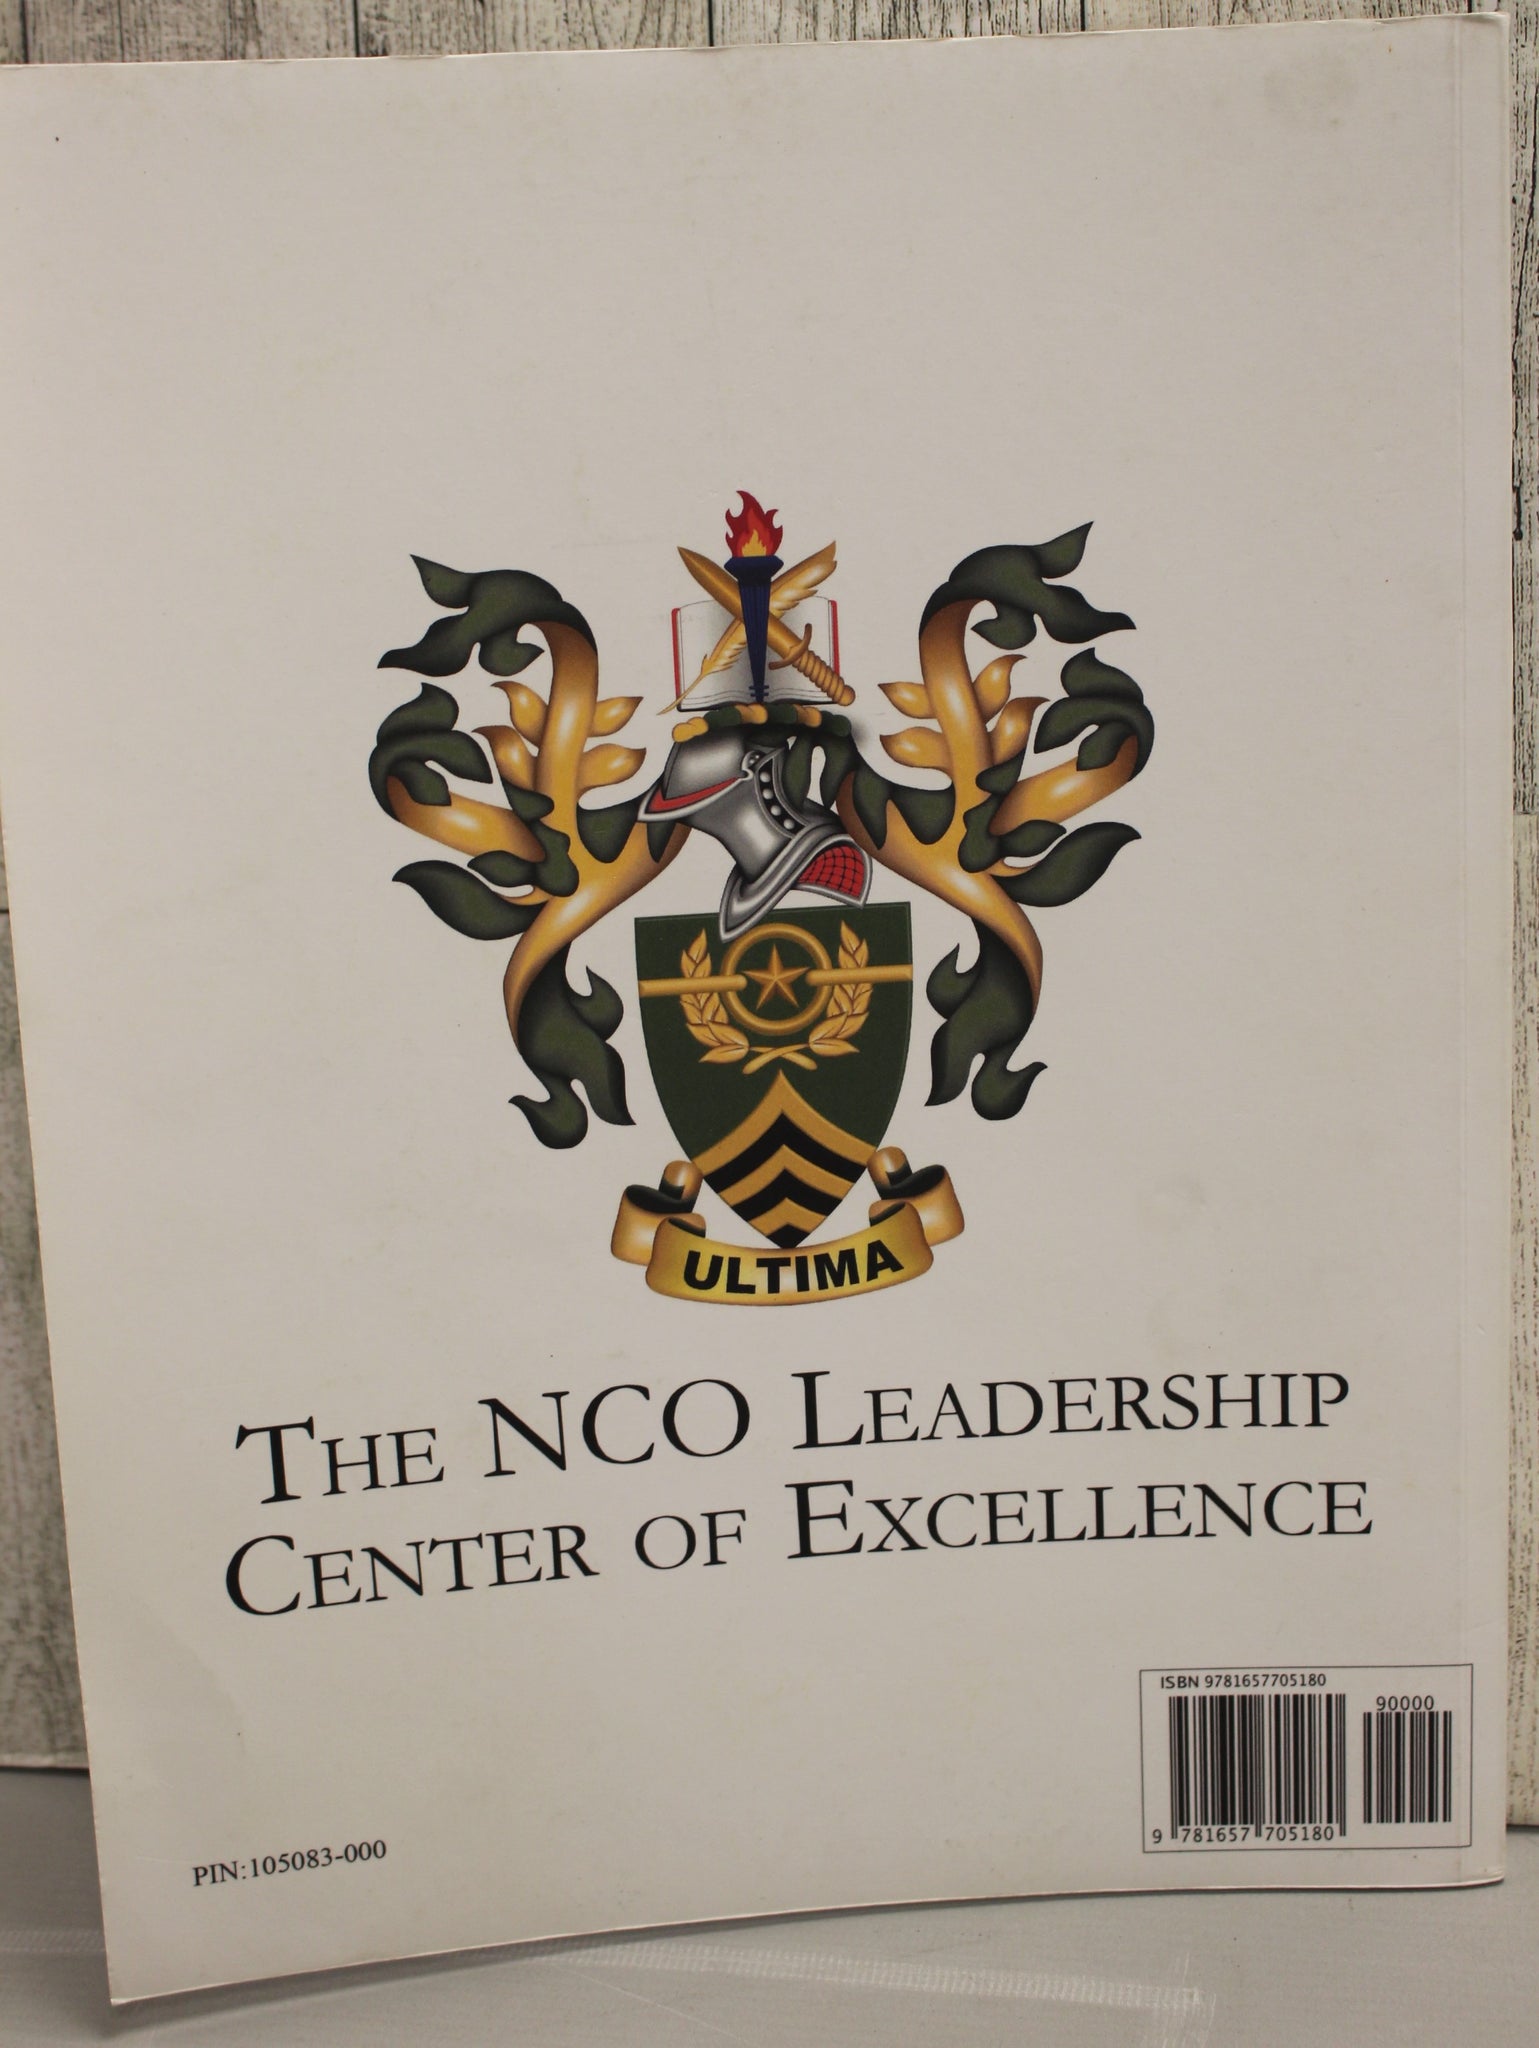 ULTIMA
THE NCO LEADERSHIP
CENTER OF EXCELLENCE
ISBN 9781657705180
90000
9 781657 705180
PIN:105083-000